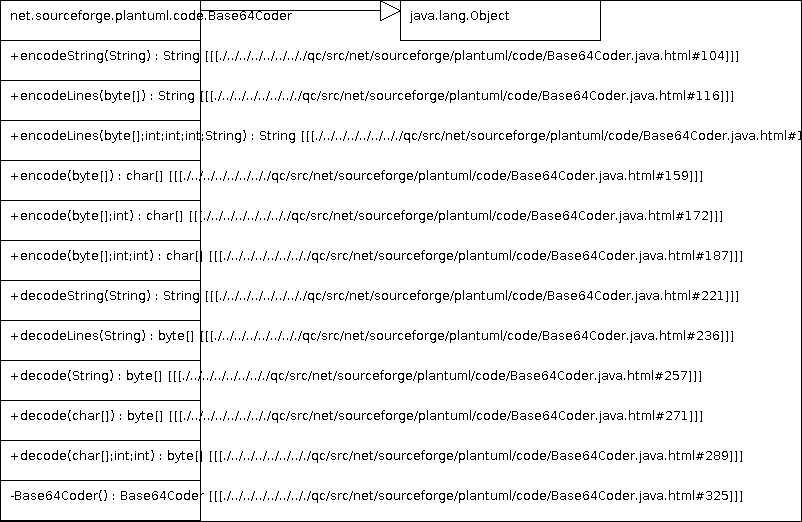 net.sourceforge.plantuml.code.Base64Coder
java.lang.Object
+encodeString(String) : String [[[./../../../../../../../qc/src/net/sourceforge/plantuml/code/Base64Coder.java.html#104]]]
+encodeLines(byte[]) : String [[[./../../../../../../../qc/src/net/sourceforge/plantuml/code/Base64Coder.java.html#116]]]
+encodeLines(byte[];int;int;int;String) : String [[[./../../../../../../../qc/src/net/sourceforge/plantuml/code/Base64Coder.java.html#1
+encode(byte[]) : char[] [[[./../../../../../../../qc/src/net/sourceforge/plantuml/code/Base64Coder.java.html#159]]]
+encode(byte[];int) : char[] [[[./../../../../../../../qc/src/net/sourceforge/plantuml/code/Base64Coder.java.html#172]]]
+encode(byte[];int;int) : char[] [[[./../../../../../../../qc/src/net/sourceforge/plantuml/code/Base64Coder.java.html#187]]]
+decodeString(String) : String [[[./../../../../../../../qc/src/net/sourceforge/plantuml/code/Base64Coder.java.html#221]]]
+decodeLines(String) : byte[] [[[./../../../../../../../qc/src/net/sourceforge/plantuml/code/Base64Coder.java.html#236]]]
+decode(String) : byte[] [[[./../../../../../../../qc/src/net/sourceforge/plantuml/code/Base64Coder.java.html#257]]]
+decode(char[]) : byte[] [[[./../../../../../../../qc/src/net/sourceforge/plantuml/code/Base64Coder.java.html#271]]]
+decode(char[];int;int) : byte[] [[[./../../../../../../../qc/src/net/sourceforge/plantuml/code/Base64Coder.java.html#289]]]
-Base64Coder() : Base64Coder [[[./../../../../../../../qc/src/net/sourceforge/plantuml/code/Base64Coder.java.html#325]]]